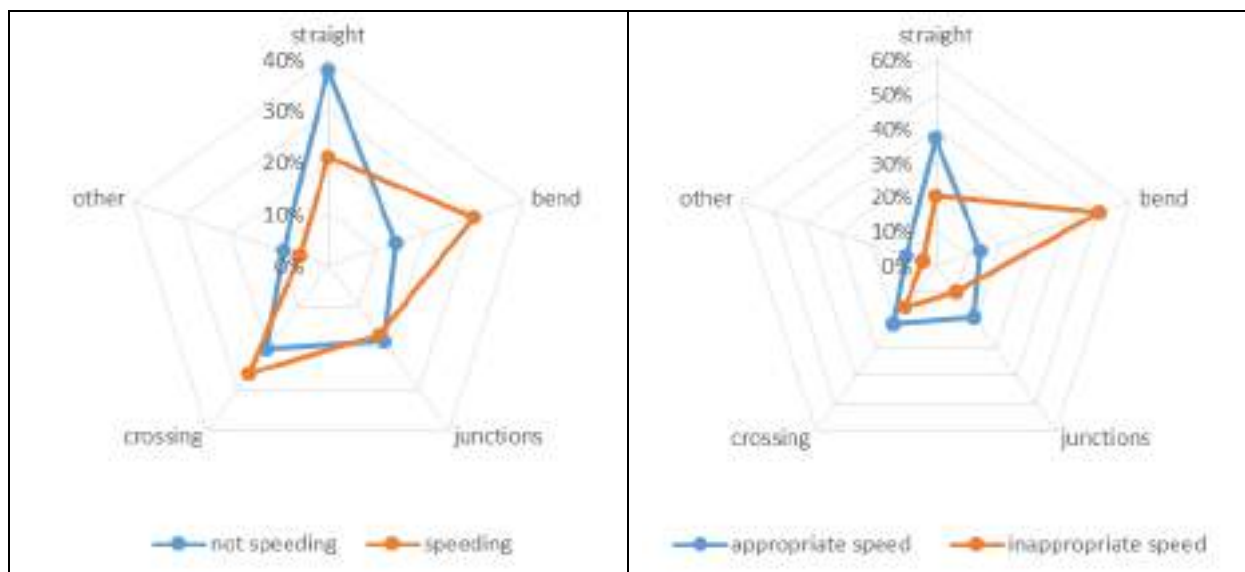 straight
40%
30%
20%
10%
0%
other
bend
crossing
junctions
not speeding
speeding
straight
60%
50%
40%
30%
20%
10%
0%
other
bend
crossing
junctions
appropriate speed
inappropriate speed